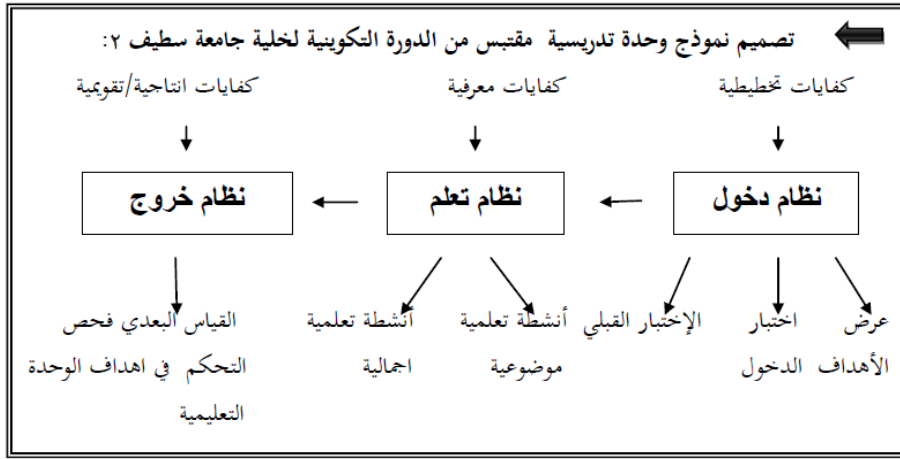 تصميم نموذج وحدة تدريسية مقتبس من الدورة التكوينية لخلية جامعة سطيف ٢:
كفايات تخطيطية كفايات معرفية كفايات انتاجية/تقويمية
نظام دخول نظام تعلم نظام خروج
عرض اختبار الإختبار القبلي أنشطة تعلمية أنشطة تعلمية القياس البعدي فحص
الأهداف الدخول موضوعية اجمالية التحكم في اهداف الوحدة
التعليمية